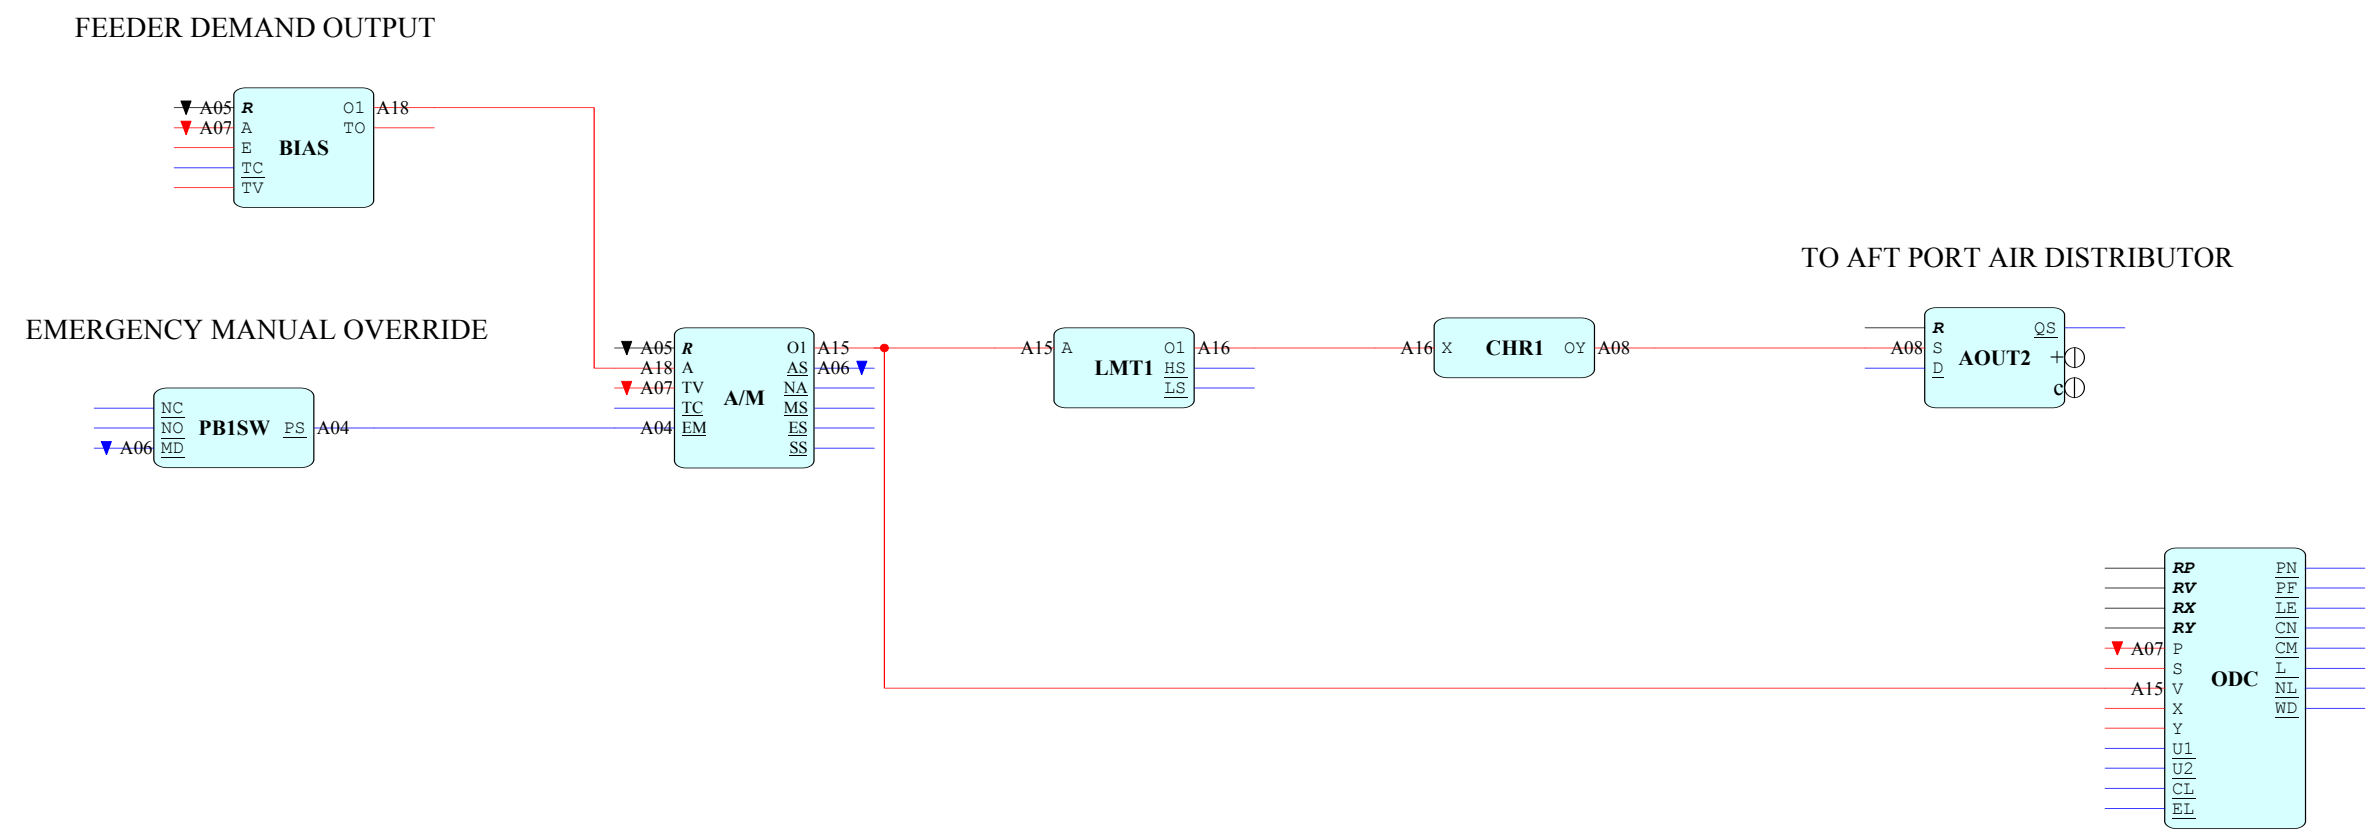 FEEDER DEMAND OUTPUT
A05 R O1 A18
A07 A TO
E BIAS
TC
TV
TO AFT PORT AIR DISTRIBUTOR
EMERGENCY MANUAL OVERRIDE
R QS
A05 R O1 A15
A15 A O1 A16
A16 X CHR1 OY A08
A08 S AOUT2 +
A18 A AS A06
LMT1 HS
D
A07 TV NA
LS
c
A/M
NC
TC MS
NO PB1SW PS A04
A04 EM ES
A06 MD
SS
RP PN
RV PF
RX LE
RY CN
A07 P CM
S ODC L
A15 V NL
X WD
Y
U1
U2
CL
EL